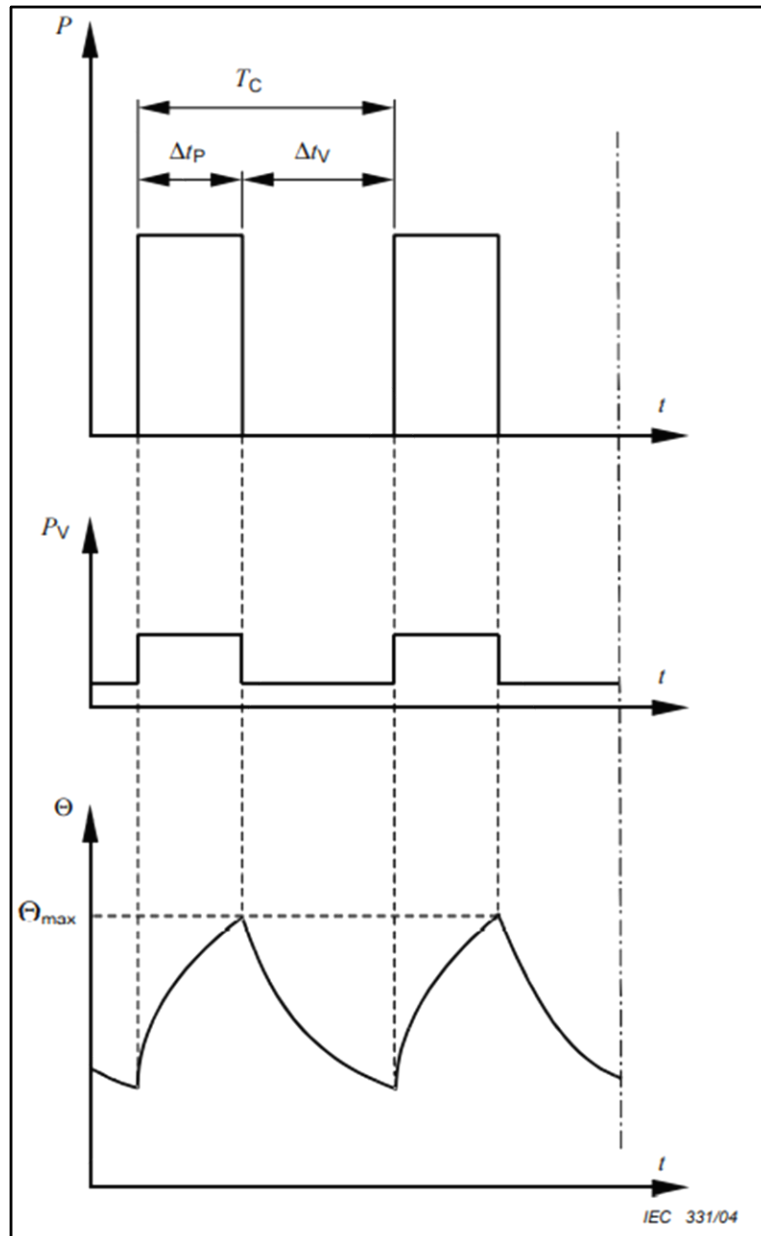 P
T_C
Δt_P Δt_V
t
P_V
t
Θ
Θ_max
t
IEC 331/04